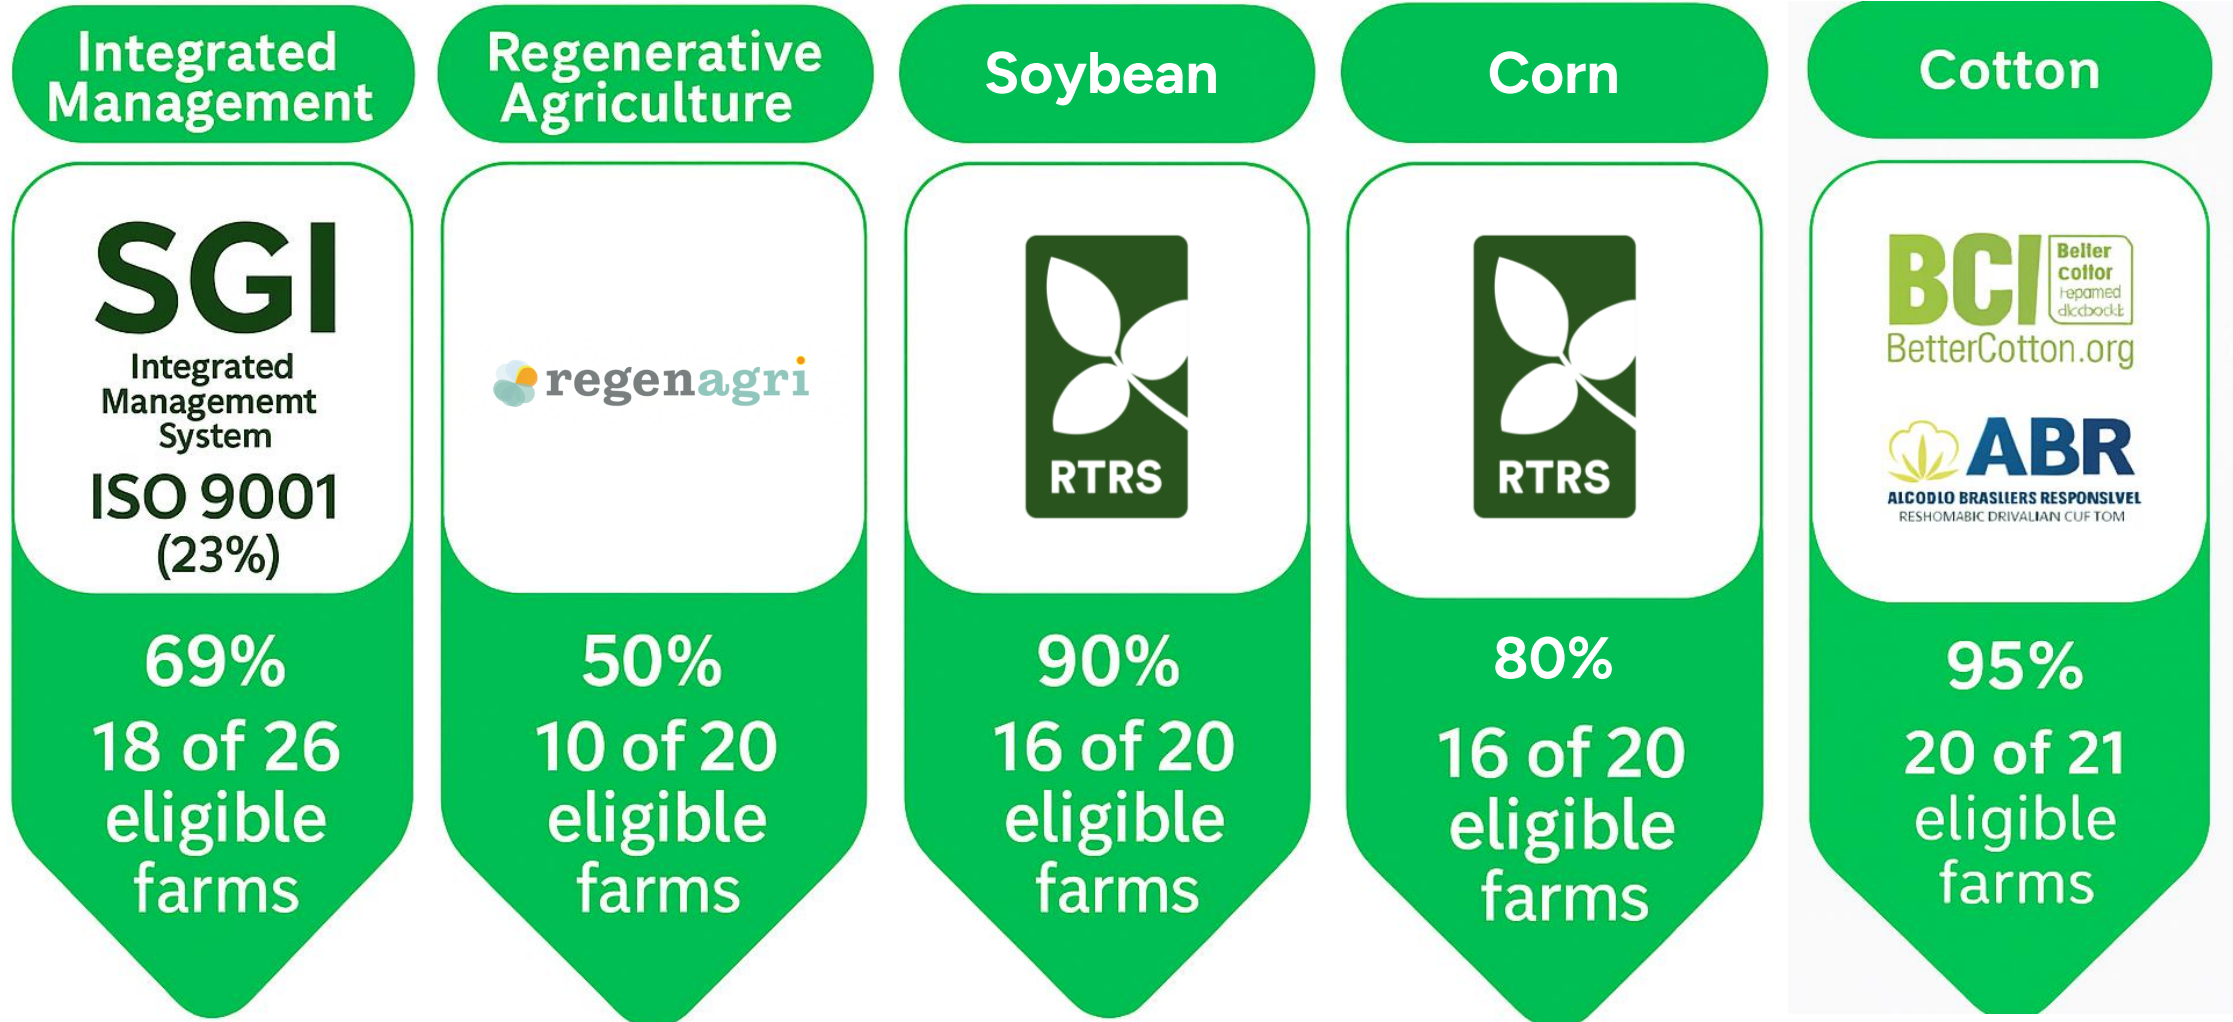 Integrated
Management
SGI
Integrated
Managememt
System
ISO 9001
(23%)
69%
18 of 26
eligible
farms
Regenerative
Agriculture
regenagri
50%
10 of 20
eligible
farms
Soybean
RTRS
90%
16 of 20
eligible
farms
Corn
RTRS
80%
16 of 20
eligible
farms
Cotton
BCI
Beller
collor
BetterCotton.org
ABR
ALCODLO BRASLIERS RESPONSLVEL
RESHOMABIC DRIVALIAN CUF TOM
95%
20 of 21
eligible
farms